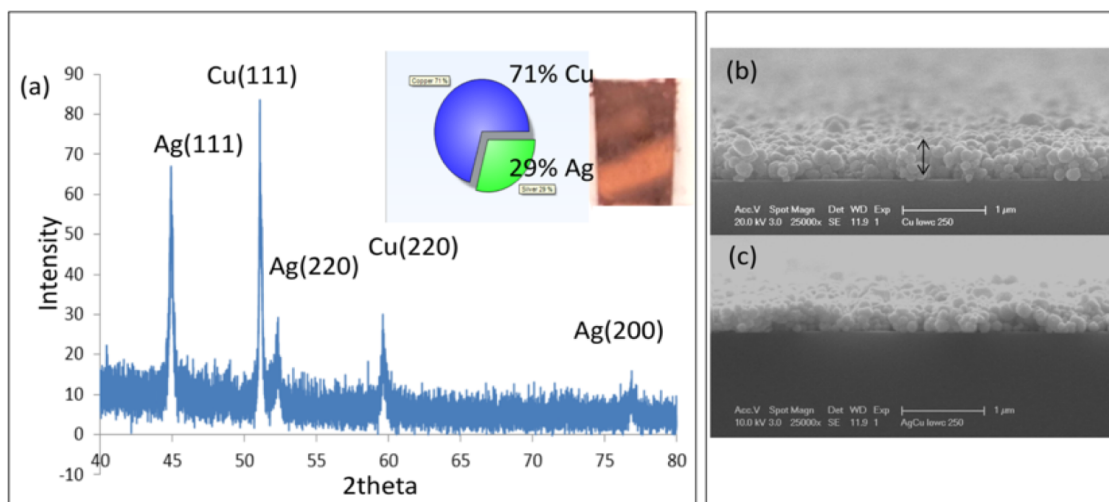 (a)
90
80
70
60
50
40
30
20
10
0
-10
Intensity
40 45 50 55 60 65 70 75 80
2theta
Ag(111)
Cu(111)
Ag(220)
Cu(220)
Ag(200)
Copper 71 %
71% Cu
29% Ag
Silver 29 %
(b)
Acc.V Spot Magn Det WD Exp 1 µm
20.0 kV 3.0 25000x SE 11.9 1 Cu lowc 250
(c)
Acc.V Spot Magn Det WD Exp 1 µm
10.0 kV 3.0 25000x SE 11.9 1 AgCu lowc 250